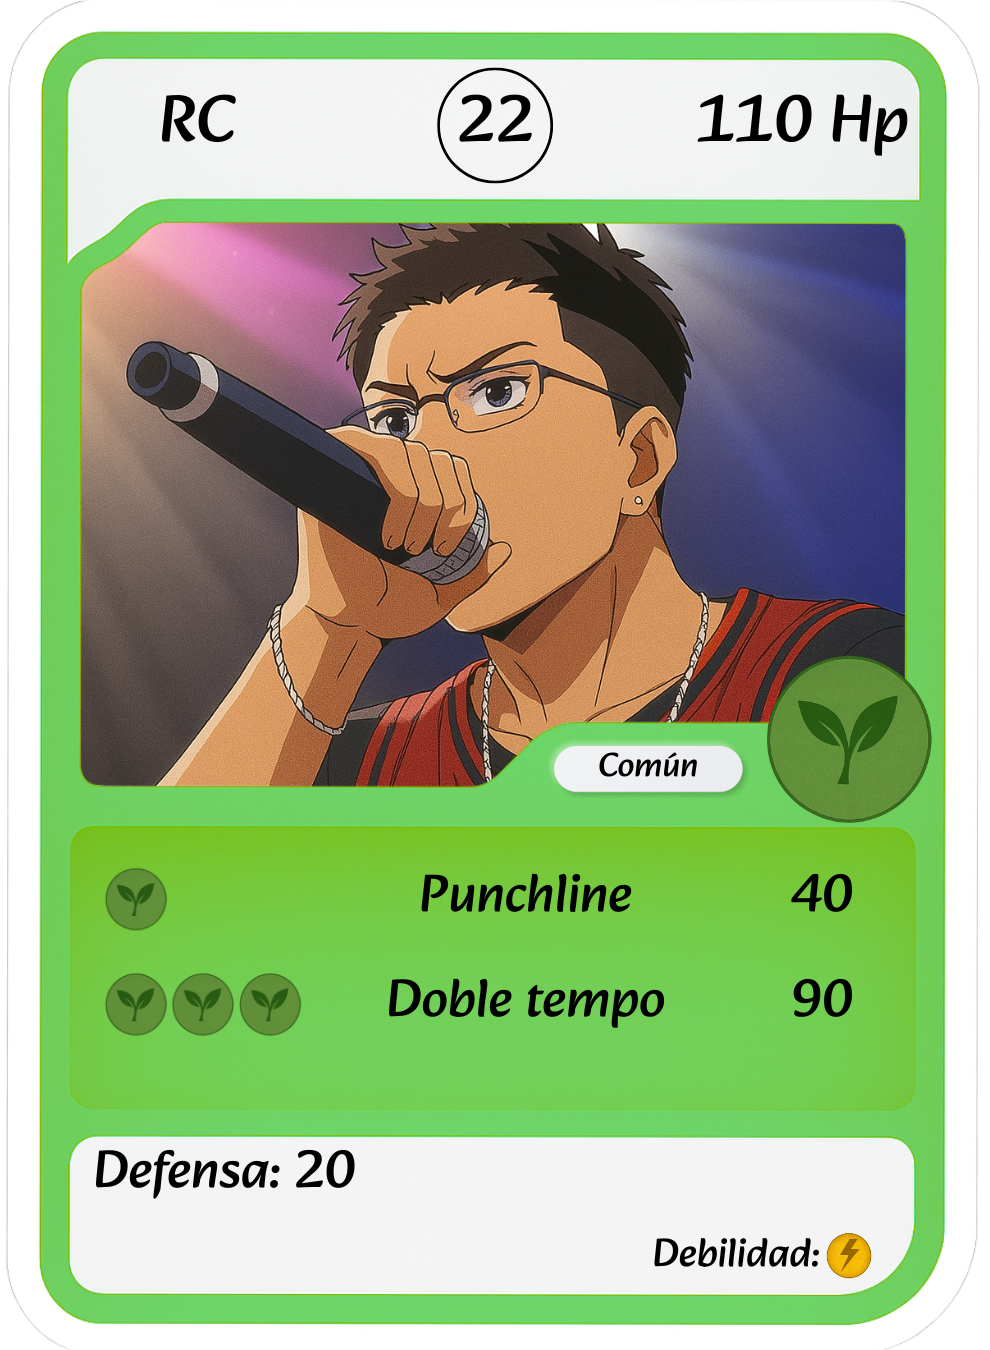 RC 22 110 Hp
Común
Punchline 40
Doble tempo 90
Defensa: 20
Debilidad: